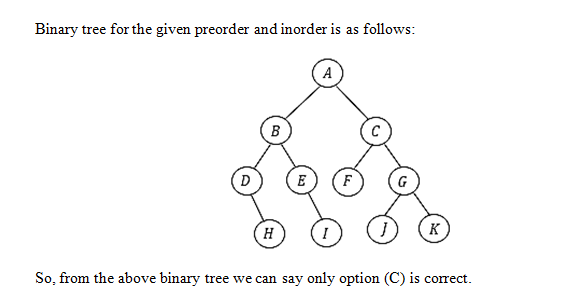 Binary tree for the given preorder and inorder is as follows:
A
B C
D E F G
H I J K
So, from the above binary tree we can say only option (C) is correct.